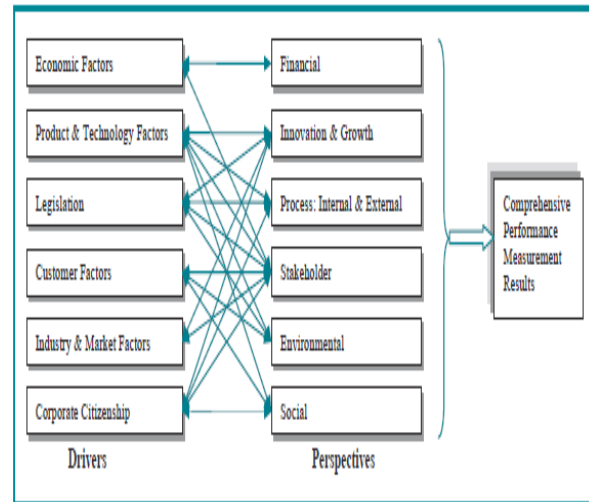 Economic Factors
Financial
Product & Technology Factors
Innovation & Growth
Legislation
Process: Internal & External
Comprehensive
Performance
Measurement
Results
Customer Factors
Stakeholder
Industry & Market Factors
Environmental
Corporate Citizenship
Social
Drivers
Perspectives